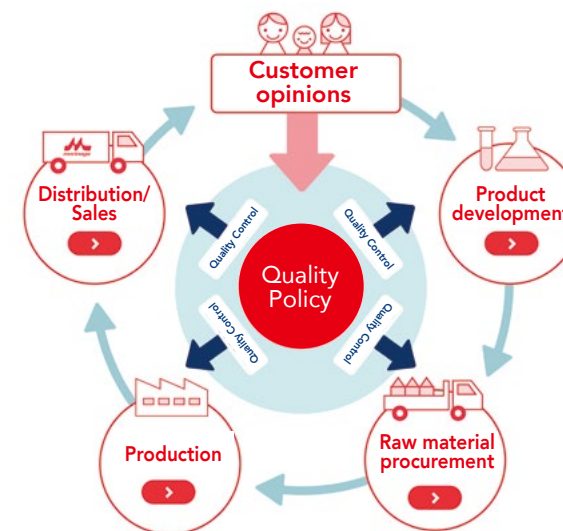 Customer
opinions
Distribution/
Sales
Product
development
Quality Control
Quality Control
Quality
Policy
Quality Control
Quality Control
Production
Raw material
procurement